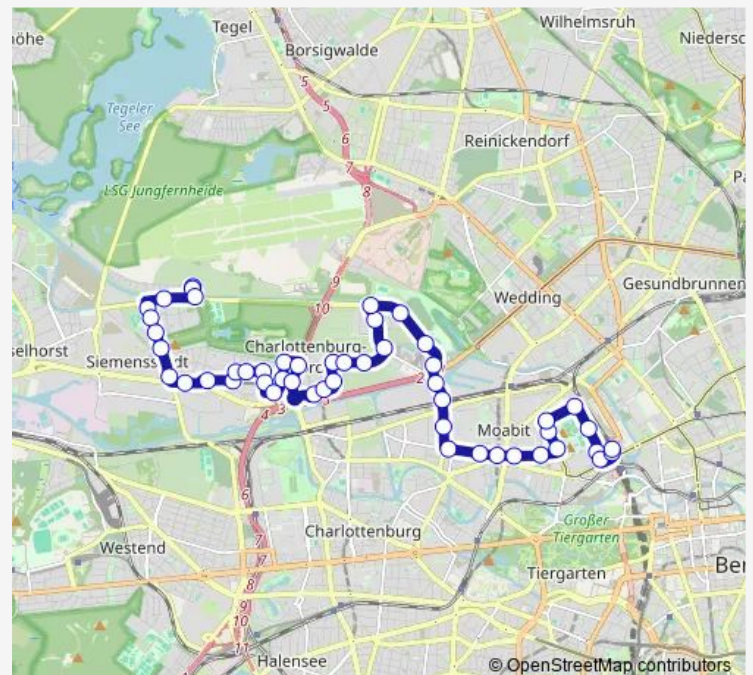 Tegel
Wilhelmsruh
höhe
Borsigwalde
Niedersc
5
5
Tegeler
See
6
Reinickendorf
7
8
Pa
LSG Jungfernheide
9
Gesundbrunnen
10
Wedding
Charlottenburg-
selhorst
Siemensstadt
2
4
3
Moabit
6
Charlottenburg
Großer
Tiergarten
7
Westend
7
7
Ber
8
Tiergarten
9
10
11
Halensee
© OpenStreetMap contributors